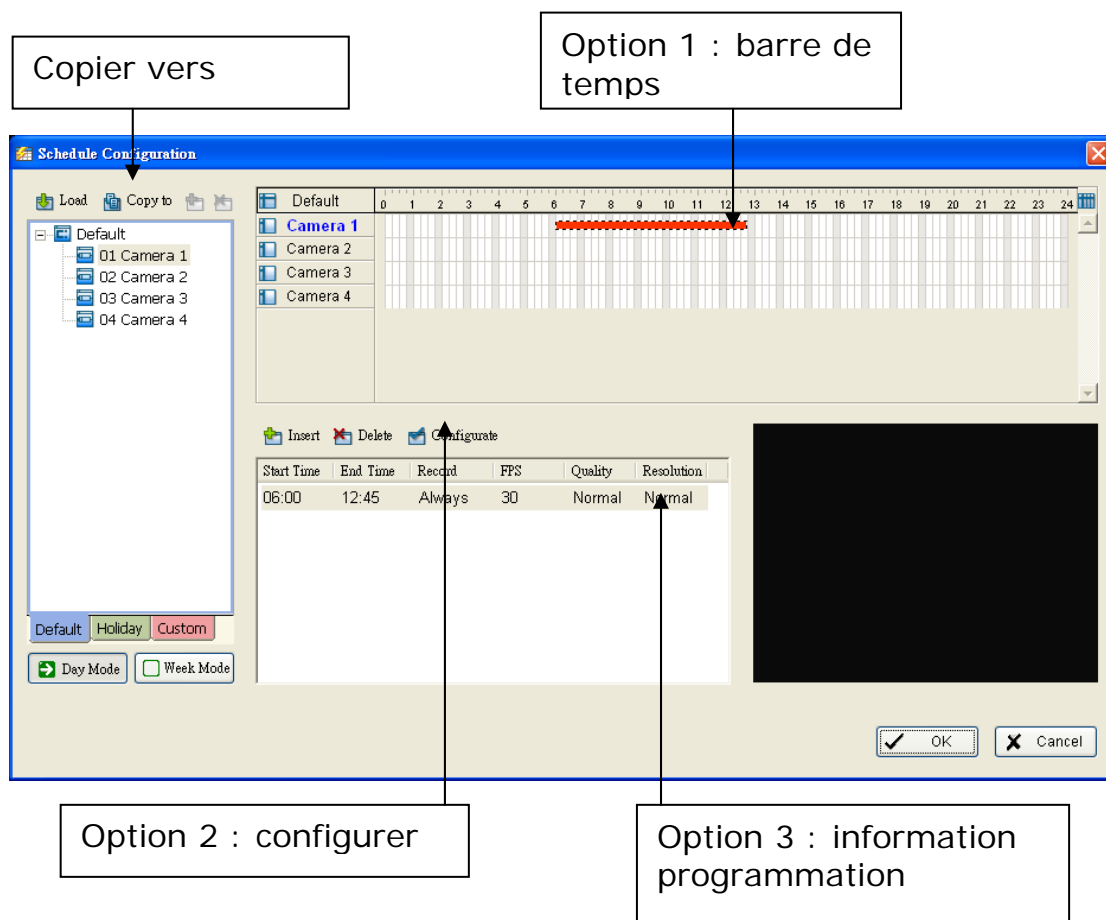 Copier vers
Option 1 : barre de
temps
Schedule Configuration
Load Copy to
Default
01 Camera 1
02 Camera 2
03 Camera 3
04 Camera 4
Default Holiday Custom
Day Mode Week Mode
Default 0 1 2 3 4 5 6 7 8 9 10 11 12 13 14 15 16 17 18 19 20 21 22 23 24
Camera 1
Camera 2
Camera 3
Camera 4
Insert Delete Configurate
Start Time End Time Record FPS Quality Resolution
06:00 12:45 Always 30 Normal Normal
OK Cancel
Option 2 : configurer
Option 3 : information
programmation